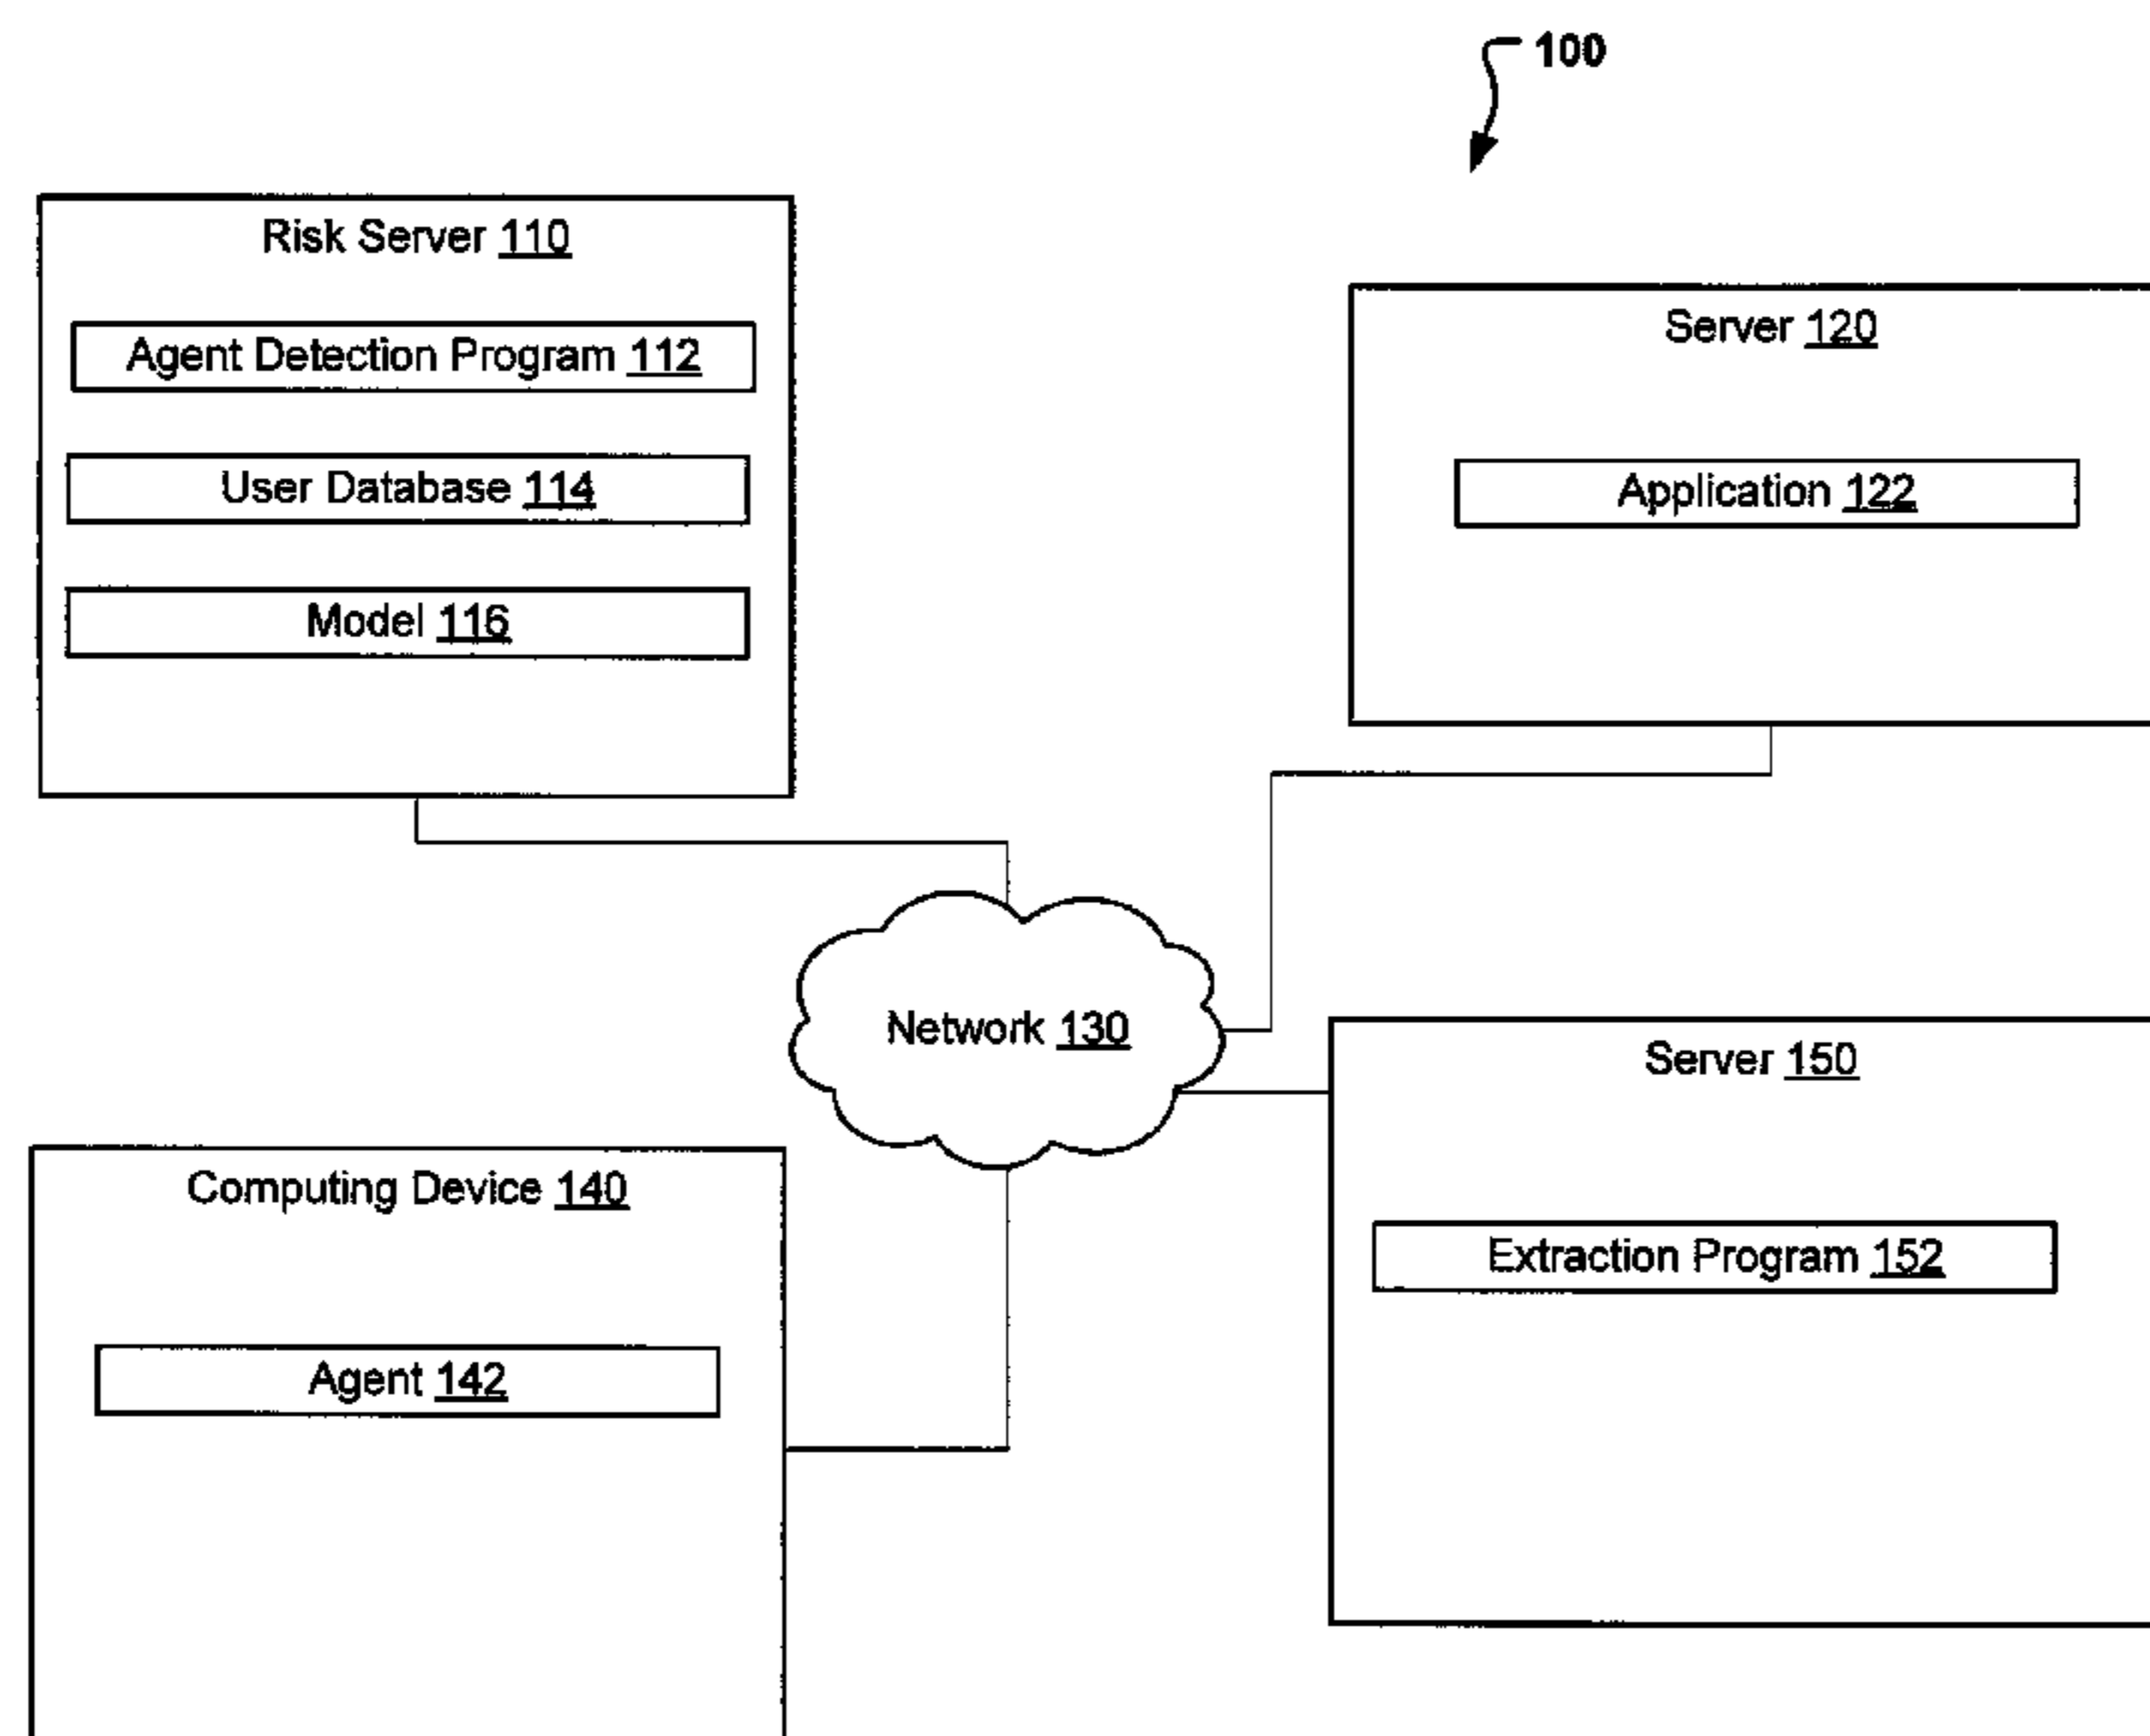 100
Risk Server 110
Agent Detection Program 112
User Database 114
Model 116
Server 120
Application 122
Network 130
Server 150
Extraction Program 152
Computing Device 140
Agent 142